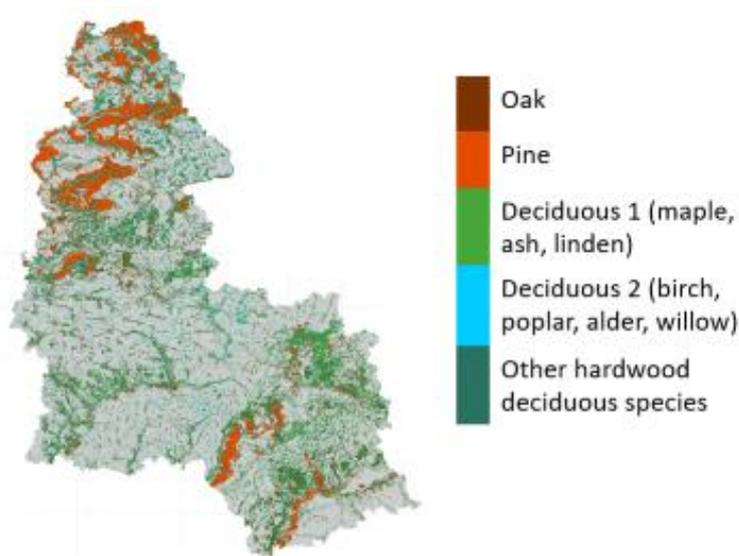 Oak
Pine
Deciduous 1 (maple,
ash, linden)
Deciduous 2 (birch,
poplar, alder, willow)
Other hardwood
deciduous species